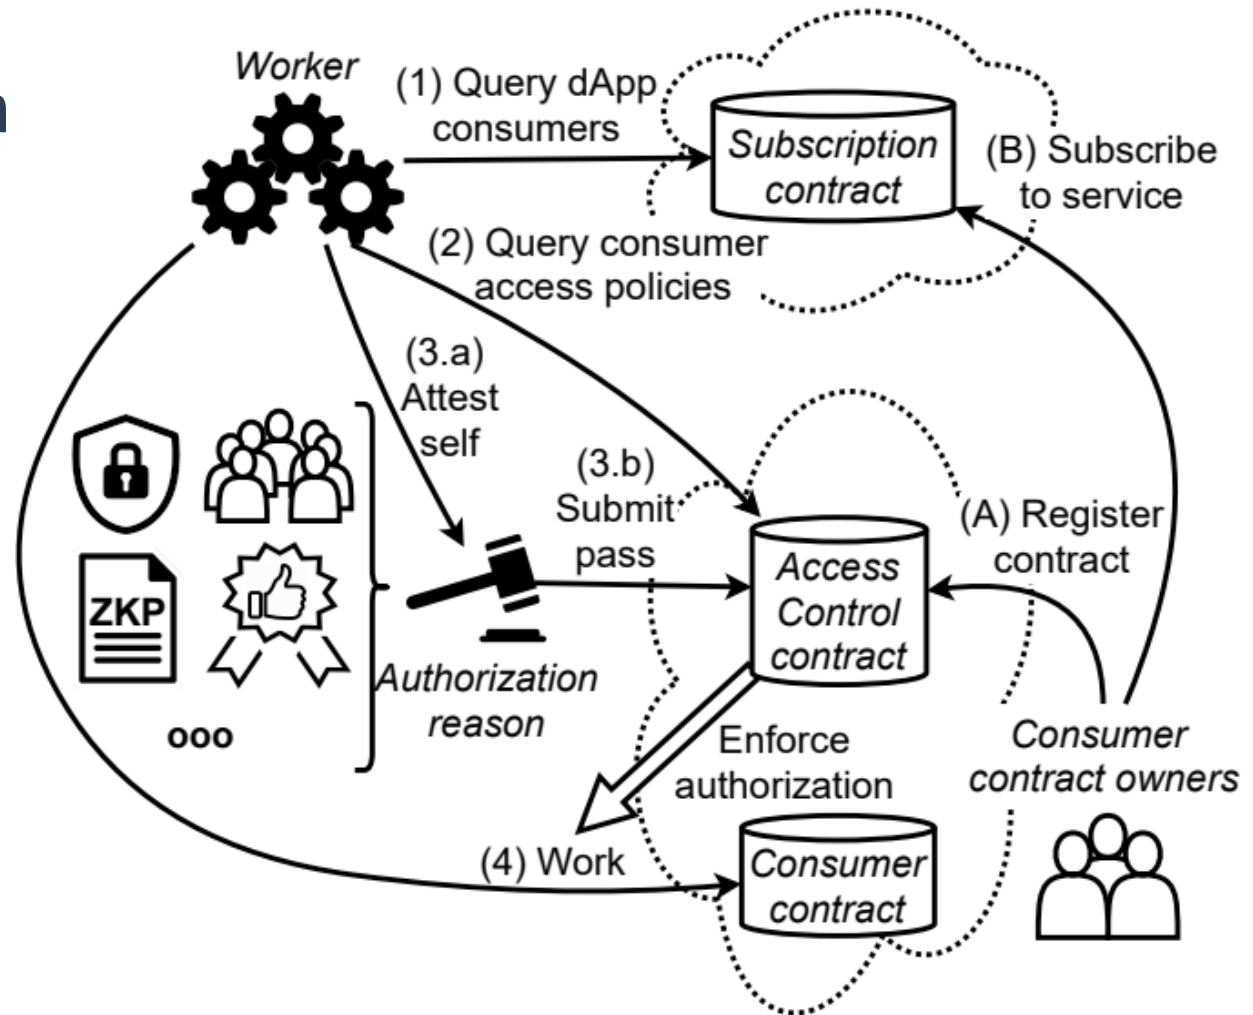 n
Worker
(1) Query dApp
consumers
Subscription
contract
(B) Subscribe
to service
(2) Query consumer
access policies
(3.a)
Attest
self
(3.b)
Submit
pass
(A) Register
contract
Access
Control
contract
ZKP
Authorization
reason
ooo
Enforce
authorization
Consumer
contract owners
(4) Work
Consumer
contract